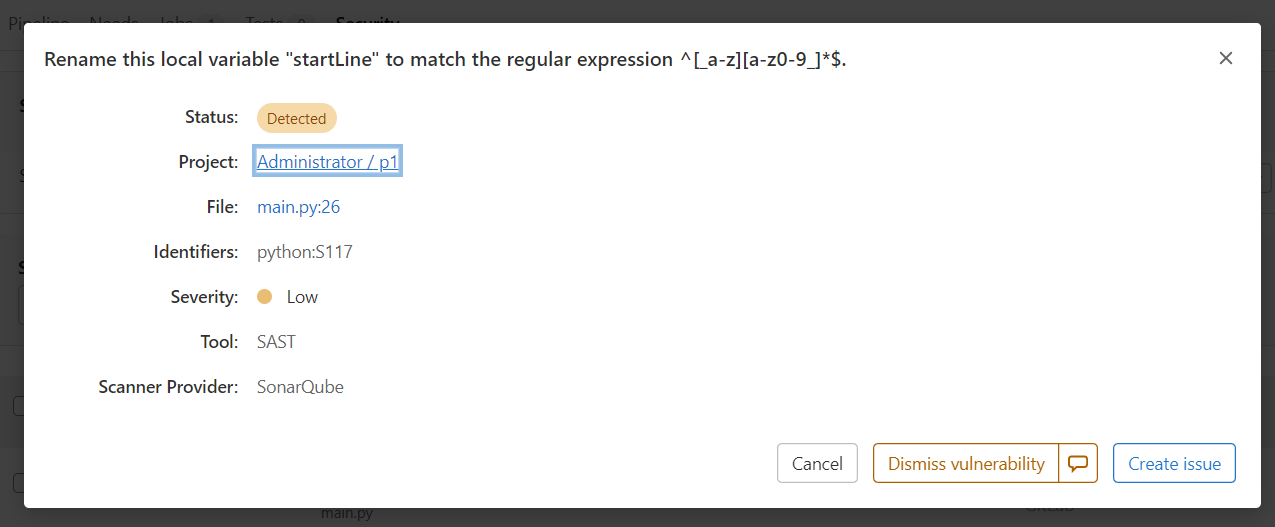 Pipeline Needs Jobs 1 Tests 0 Security
Rename this local variable "startLine" to match the regular expression ^[_a-z][a-z0-9_]*$.
Status: Detected
Project: Administrator / p1
File: main.py:26
Identifiers: python:S117
Severity: Low
Tool: SAST
Scanner Provider: SonarQube
Cancel Dismiss vulnerability Create issue
main.py